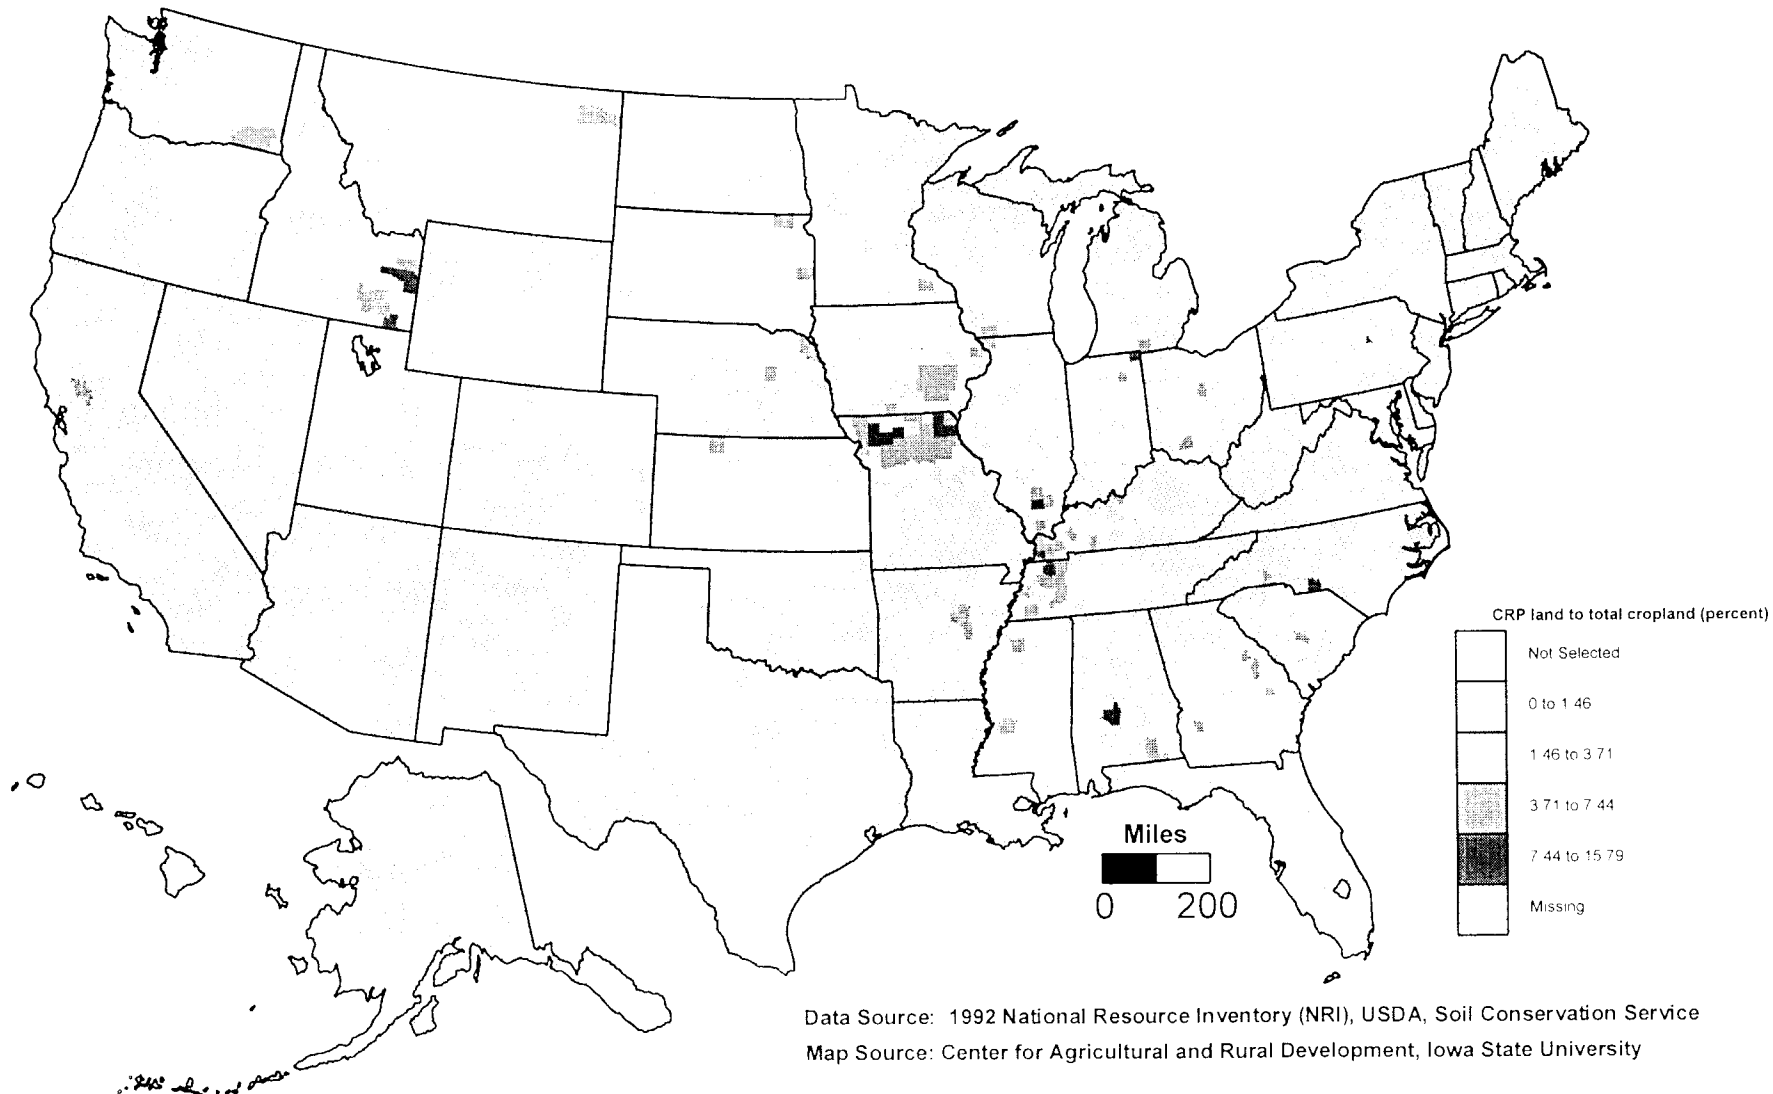 CRP land to total cropland (percent)
Not Selected
0 to 1 46
1 46 to 3 71
3 71 to 7 44
7 44 to 15 79
Missing
Miles
0 200
Data Source: 1992 National Resource Inventory (NRI), USDA, Soil Conservation Service
Map Source: Center for Agricultural and Rural Development, Iowa State University